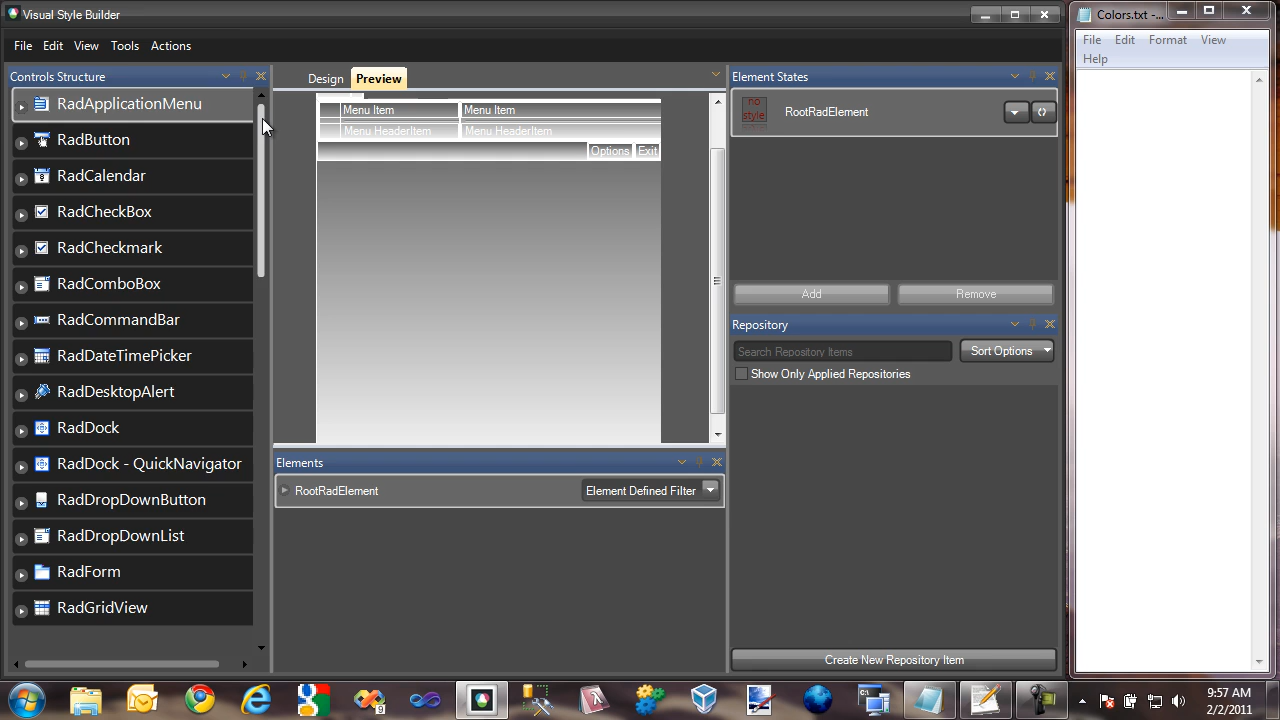 Visual Style Builder
File Edit View Tools Actions
Controls Structure
RadApplicationMenu
RadButton
RadCalendar
RadCheckBox
RadCheckmark
RadComboBox
RadCommandBar
RadDateTimePicker
RadDesktopAlert
RadDock
RadDock - QuickNavigator
RadDropDownButton
RadDropDownList
RadForm
RadGridView
Design Preview
Menu Item Menu Item
Menu HeaderItem Menu HeaderItem
Options Exit
Elements
RootRadElement Element Defined Filter
Element States
no
style
RootRadElement
Add Remove
Repository
Search Repository Items Sort Options
Show Only Applied Repositories
Create New Repository Item
Colors.txt -...
File Edit Format View
Help
9:57 AM
2/2/2011